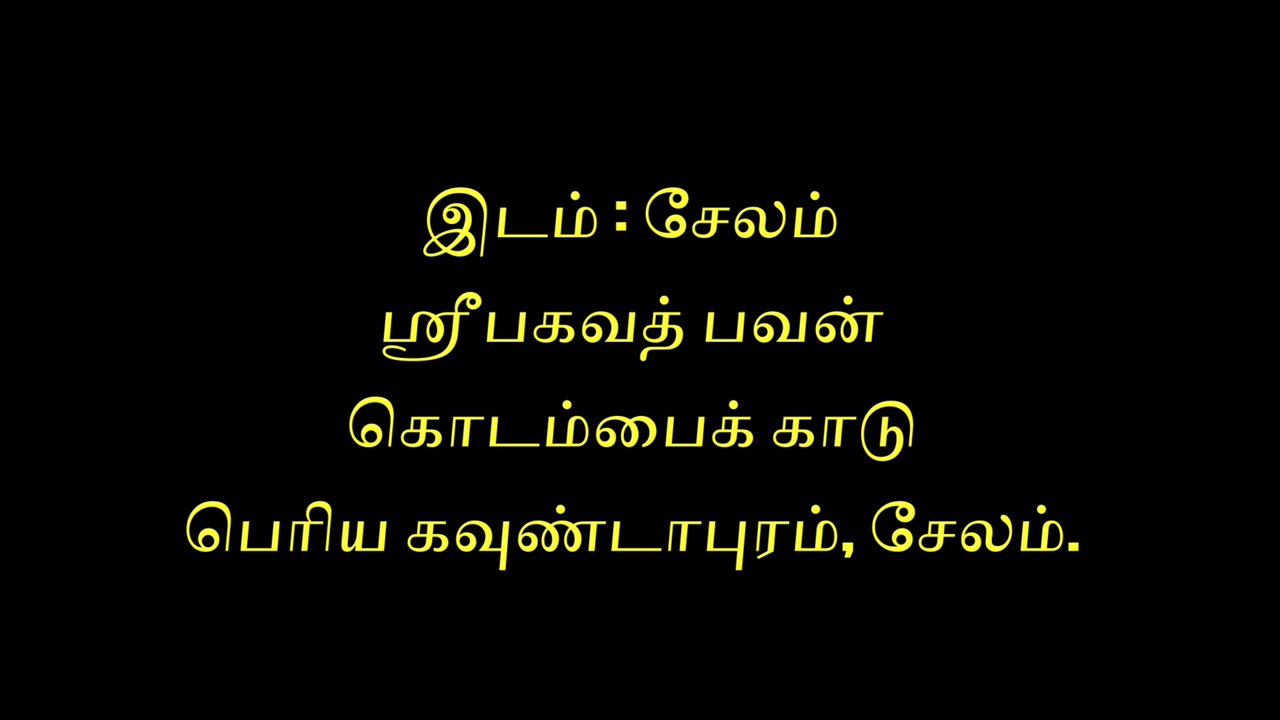 இடம் : சேலம்
ஸ்ரீ பகவத் பவன்
கொடம்பைக் காடு
பெரிய கவுண்டாபுரம், சேலம்.